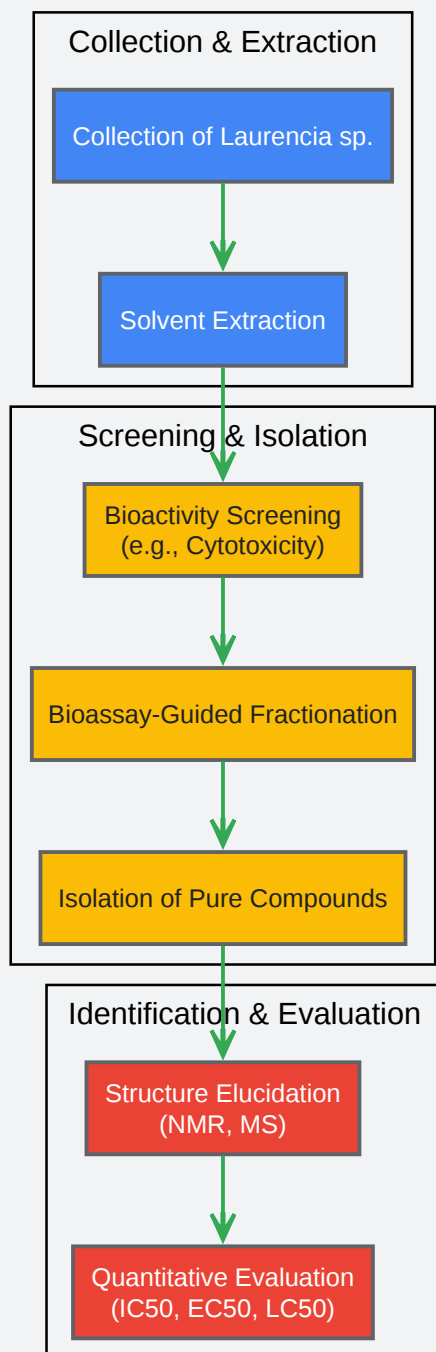 Collection & Extraction
Collection of Laurencia sp.
Solvent Extraction
Screening & Isolation
Bioactivity Screening
(e.g., Cytotoxicity)
Bioassay-Guided Fractionation
Isolation of Pure Compounds
Identification & Evaluation
Structure Elucidation
(NMR, MS)
Quantitative Evaluation
(IC50, EC50, LC50)